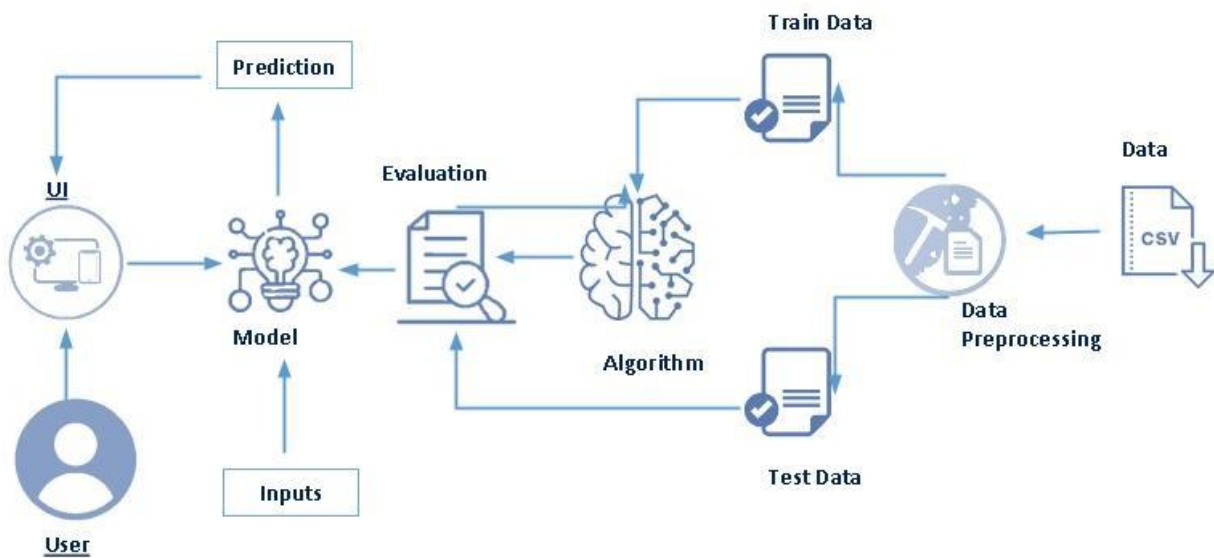 Train Data
Prediction
Data
Evaluation
UI
CSV
Model
Data
Preprocessing
Algorithm
Test Data
Inputs
User